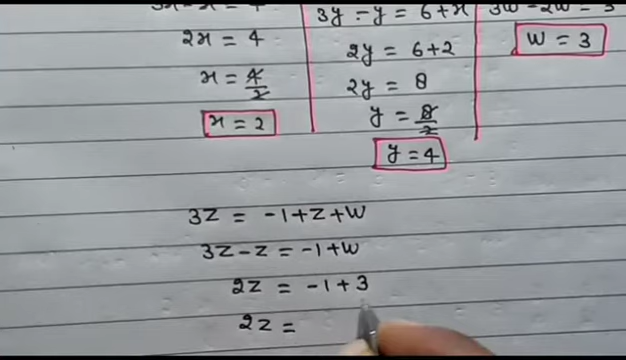 2x = 4
x = 4/2
x = 2
3y - y = 6 + x
2y = 6+2
2y = 8
y = 8/2
y = 4
W = 3
3Z = -1+Z+W
3Z-Z = -1+W
2Z = -1+3
2Z =